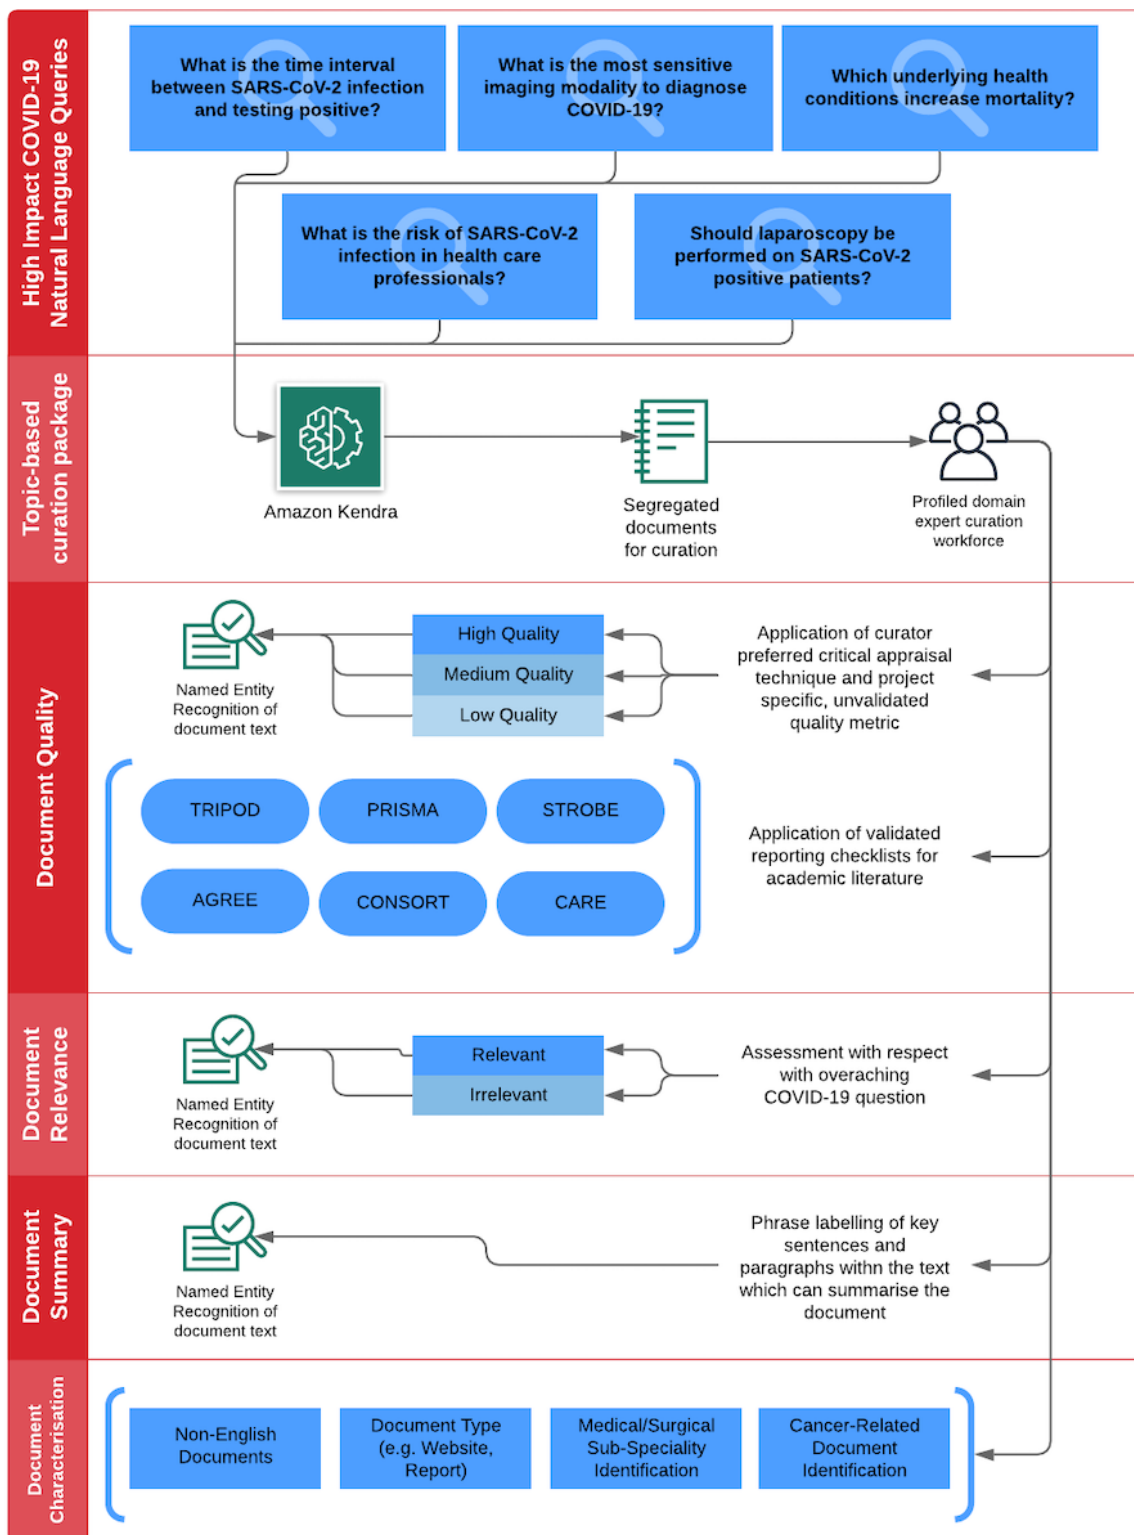 High Impact COVID-19
Natural Language Queries
What is the time interval
between SARS-CoV-2 infection
and testing positive?
What is the most sensitive
imaging modality to diagnose
COVID-19?
Which underlying health
conditions increase mortality?
What is the risk of SARS-CoV-2
infection in health care
professionals?
Should laparoscopy be
performed on SARS-CoV-2
positive patients?
Topic-based
curation package
Amazon Kendra
Segregated
documents
for curation
Profiled domain
expert curation
workforce
Document Quality
Named Entity
Recognition of
document text
High Quality
Medium Quality
Low Quality
Application of curator
preferred critical appraisal
technique and project
specific, unvalidated
quality metric
TRIPOD
PRISMA
STROBE
AGREE
CONSORT
CARE
Application of validated
reporting checklists for
academic literature
Document
Relevance
Named Entity
Recognition of
document text
Relevant
Irrelevant
Assessment with respect
with overaching
COVID-19 question
Document
Summary
Named Entity
Recognition of
document text
Phrase labelling of key
sentences and
paragraphs withn the text
which can summarise the
document
Document
Characterisation
Non-English
Documents
Document Type
(e.g. Website,
Report)
Medical/Surgical
Sub-Speciality
Identification
Cancer-Related
Document
Identification